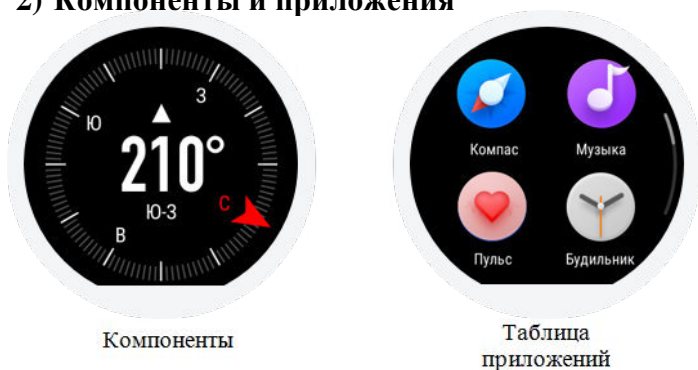 2) Компоненты и приложения
З
Ю
210°
Ю-З
С
В
Компас
Музыка
Пульс
Будильник
Компоненты
Таблица
приложений